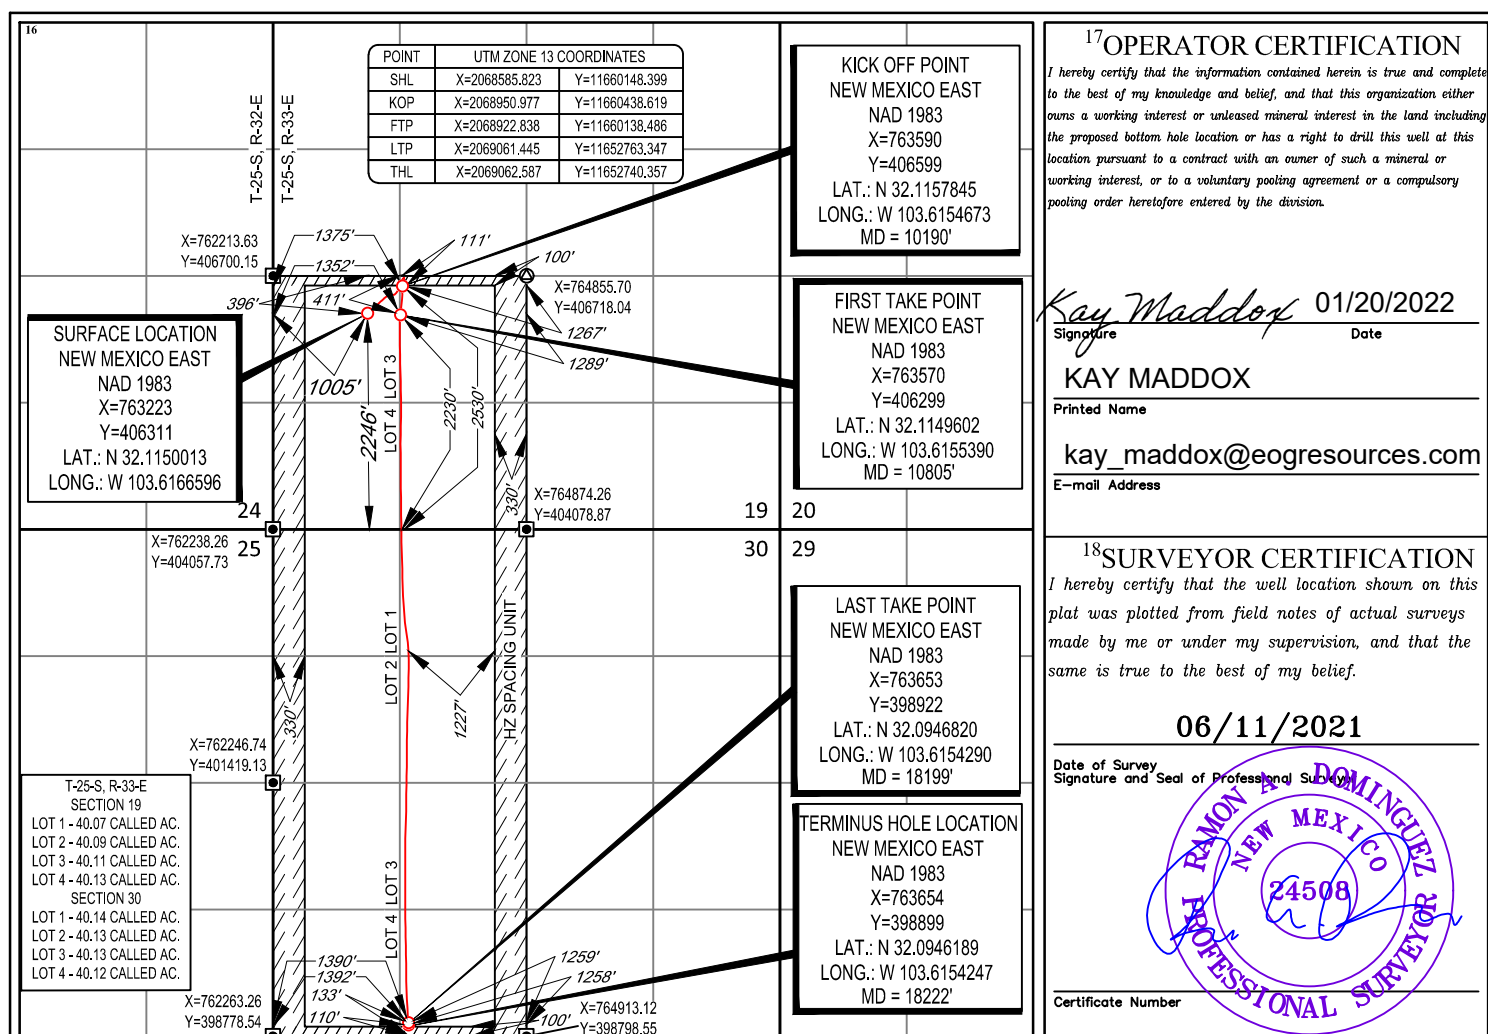 16
POINT UTM ZONE 13 COORDINATES
SHL X=2068585.823 Y=11660148.399
KOP X=2068950.977 Y=11660438.619
FTP X=2068922.838 Y=11660138.486
LTP X=2069061.445 Y=11652763.347
THL X=2069062.587 Y=11652740.357
T-25-S, R-32-E
T-25-S, R-33-E
KICK OFF POINT
NEW MEXICO EAST
NAD 1983
X=763590
Y=406599
LAT.: N 32.1157845
LONG.: W 103.6154673
MD = 10190'
X=762213.63
Y=406700.15
1375'
111'
1352'
100'
396'
411'
X=764855.70
Y=406718.04
1267'
1289'
1005'
SURFACE LOCATION
NEW MEXICO EAST
NAD 1983
X=763223
Y=406311
LAT.: N 32.1150013
LONG.: W 103.6166596
FIRST TAKE POINT
NEW MEXICO EAST
NAD 1983
X=763570
Y=406299
LAT.: N 32.1149602
LONG.: W 103.6155390
MD = 10805'
2246'
LOT 4 LOT 3
2230'
2530'
330'
X=764874.26
Y=404078.87
24
19 20
25
30 29
X=762238.26
Y=404057.73
LOT 2 LOT 1
HZ SPACING UNIT
1227'
330'
LAST TAKE POINT
NEW MEXICO EAST
NAD 1983
X=763653
Y=398922
LAT.: N 32.0946820
LONG.: W 103.6154290
MD = 18199'
X=762246.74
Y=401419.13
T-25-S, R-33-E
SECTION 19
LOT 1 - 40.07 CALLED AC.
LOT 2 - 40.09 CALLED AC.
LOT 3 - 40.11 CALLED AC.
LOT 4 - 40.13 CALLED AC.
SECTION 30
LOT 1 - 40.14 CALLED AC.
LOT 2 - 40.13 CALLED AC.
LOT 3 - 40.13 CALLED AC.
LOT 4 - 40.12 CALLED AC.
LOT 4 LOT 3
TERMINUS HOLE LOCATION
NEW MEXICO EAST
NAD 1983
X=763654
Y=398899
LAT.: N 32.0946189
LONG.: W 103.6154247
MD = 18222'
1390'
1392'
133'
110'
1259'
1258'
100'
X=762263.26
Y=398778.54
X=764913.12
Y=398798.55
17OPERATOR CERTIFICATION
I hereby certify that the information contained herein is true and complete
to the best of my knowledge and belief, and that this organization either
owns a working interest or unleased mineral interest in the land including
the proposed bottom hole location or has a right to drill this well at this
location pursuant to a contract with an owner of such a mineral or
working interest, or to a voluntary pooling agreement or a compulsory
pooling order heretofore entered by the division.
Kay Maddox 01/20/2022
Signature Date
KAY MADDOX
Printed Name
kay_maddox@eogresources.com
E-mail Address
18SURVEYOR CERTIFICATION
I hereby certify that the well location shown on this
plat was plotted from field notes of actual surveys
made by me or under my supervision, and that the
same is true to the best of my belief.
06/11/2021
Date of Survey
Signature and Seal of Professional Surveyor
RAMON A. DOMINGUEZ
NEW MEXICO
24508
PROFESSIONAL SURVEYOR
Certificate Number